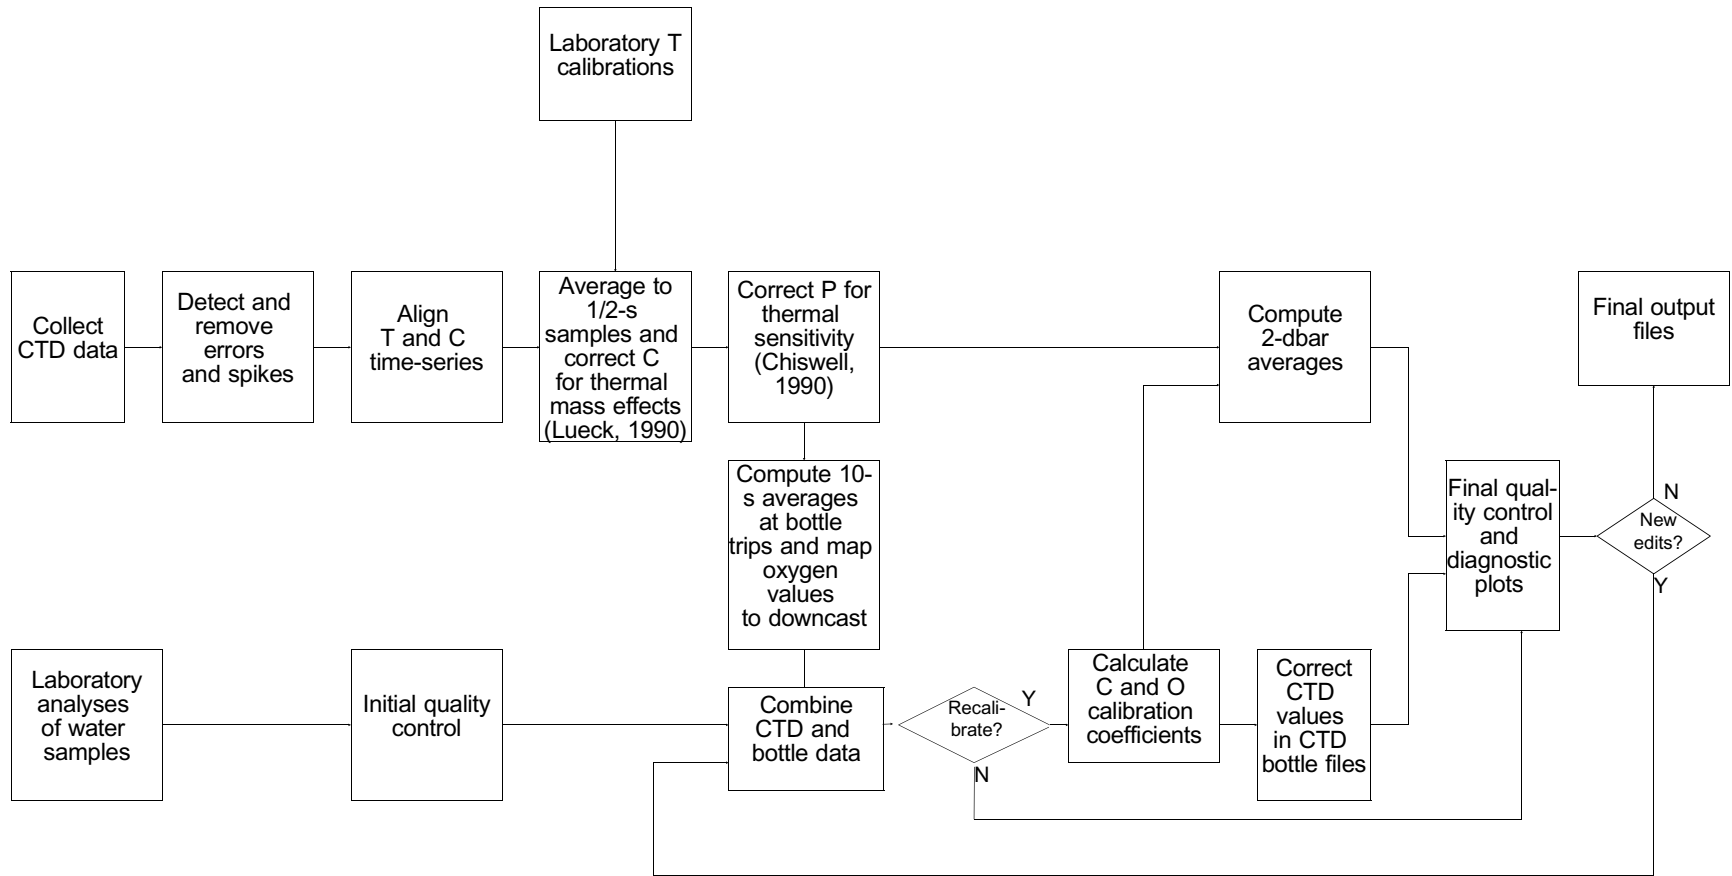 Laboratory T
calibrations
Collect
CTD data
Detect and
remove
errors
and spikes
Align
T and C
time-series
Average to
1/2-s
samples and
correct C
for thermal
mass effects
(Lueck, 1990)
Correct P for
thermal
sensitivity
(Chiswell,
1990)
Compute
2-dbar
averages
Final output
files
Compute 10-
s averages
at bottle
trips and map
oxygen
values
to downcast
Final qual-
ity control
and
diagnostic
plots
N
New
edits?
Y
Laboratory
analyses
of water
samples
Initial quality
control
Combine
CTD and
bottle data
Recali-
brate?
Y
N
Calculate
C and O
calibration
coefficients
Correct
CTD
values
in CTD
bottle files